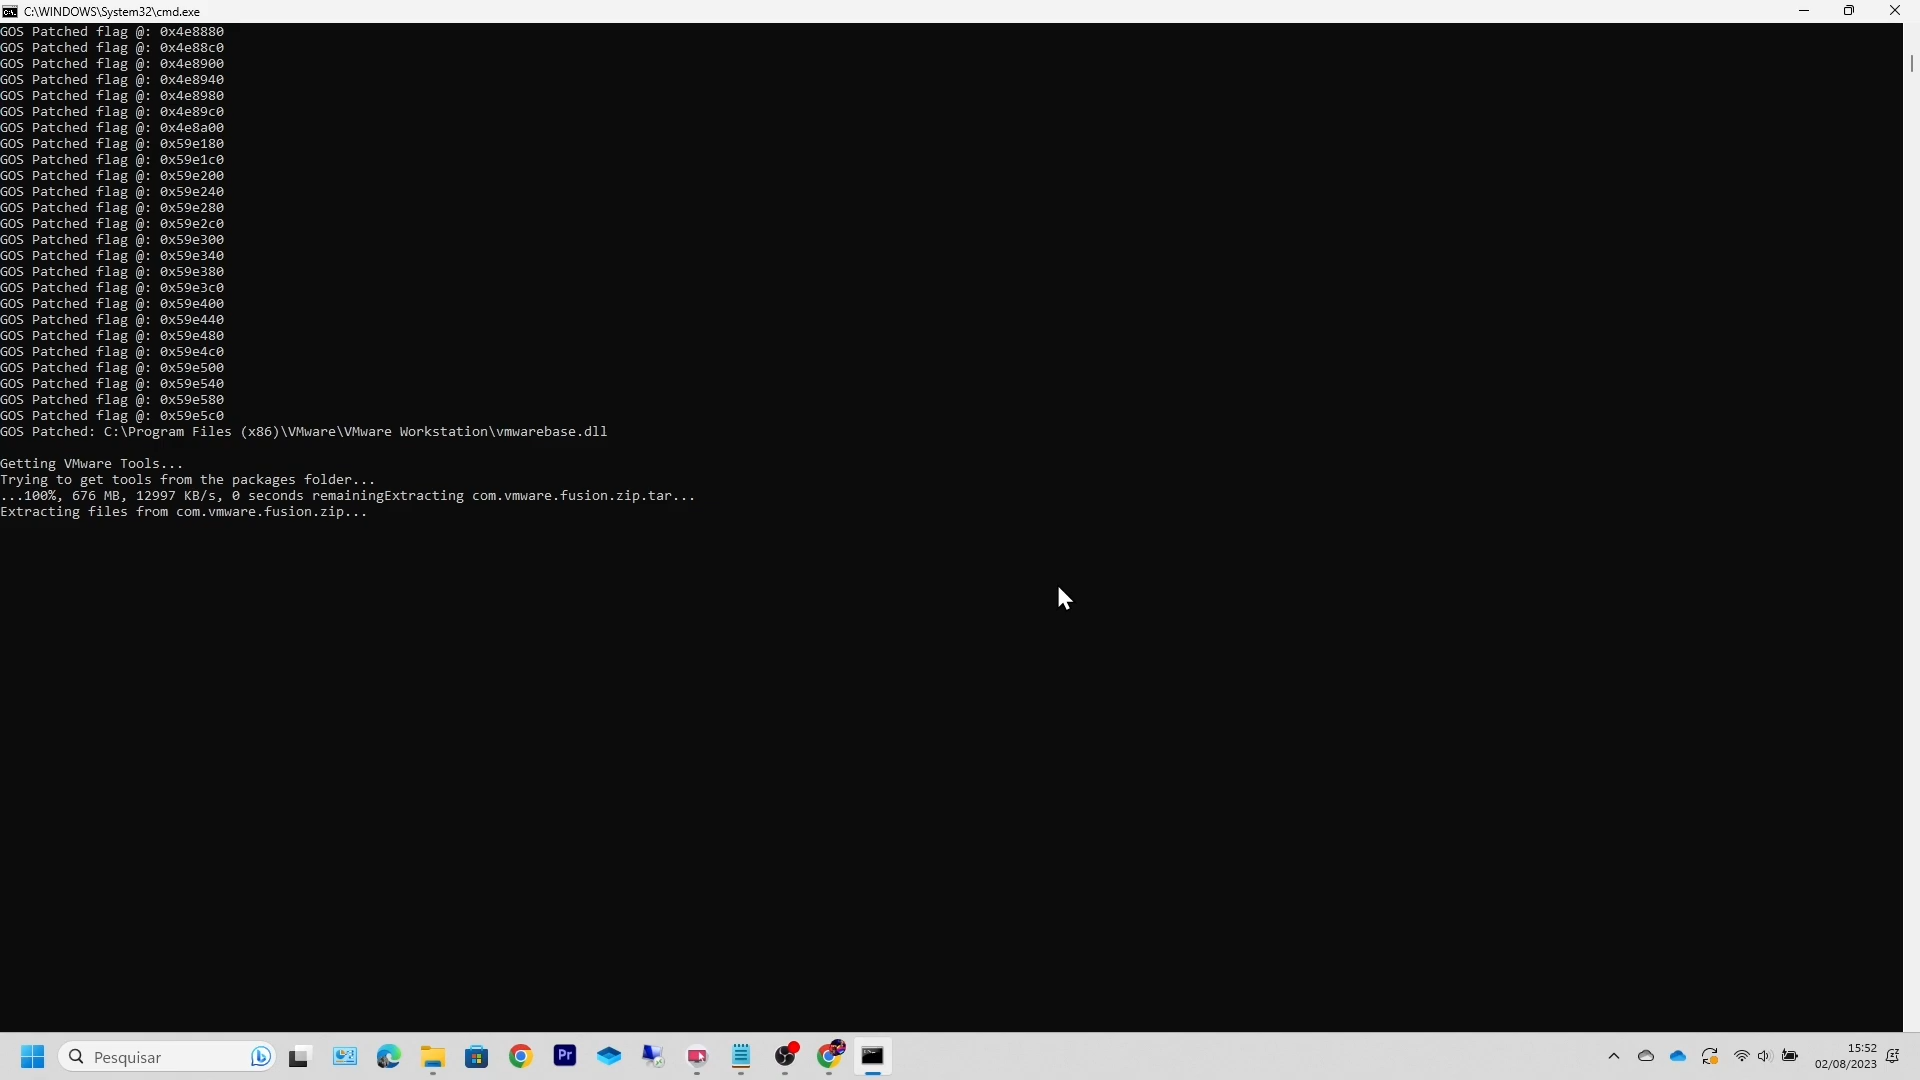 C:\WINDOWS\System32\cmd.exe
GOS Patched flag @: 0x4e8880
GOS Patched flag @: 0x4e88c0
GOS Patched flag @: 0x4e8900
GOS Patched flag @: 0x4e8940
GOS Patched flag @: 0x4e8980
GOS Patched flag @: 0x4e89c0
GOS Patched flag @: 0x4e8a00
GOS Patched flag @: 0x59e180
GOS Patched flag @: 0x59e1c0
GOS Patched flag @: 0x59e200
GOS Patched flag @: 0x59e240
GOS Patched flag @: 0x59e280
GOS Patched flag @: 0x59e2c0
GOS Patched flag @: 0x59e300
GOS Patched flag @: 0x59e340
GOS Patched flag @: 0x59e380
GOS Patched flag @: 0x59e3c0
GOS Patched flag @: 0x59e400
GOS Patched flag @: 0x59e440
GOS Patched flag @: 0x59e480
GOS Patched flag @: 0x59e4c0
GOS Patched flag @: 0x59e500
GOS Patched flag @: 0x59e540
GOS Patched flag @: 0x59e580
GOS Patched flag @: 0x59e5c0
GOS Patched: C:\Program Files (x86)\VMware\VMware Workstation\vmwarebase.dll
Getting VMware Tools...
Trying to get tools from the packages folder...
...100%, 676 MB, 12997 KB/s, 0 seconds remainingExtracting com.vmware.fusion.zip.tar...
Extracting files from com.vmware.fusion.zip...
Pesquisar
Pr
15:52
02/08/2023